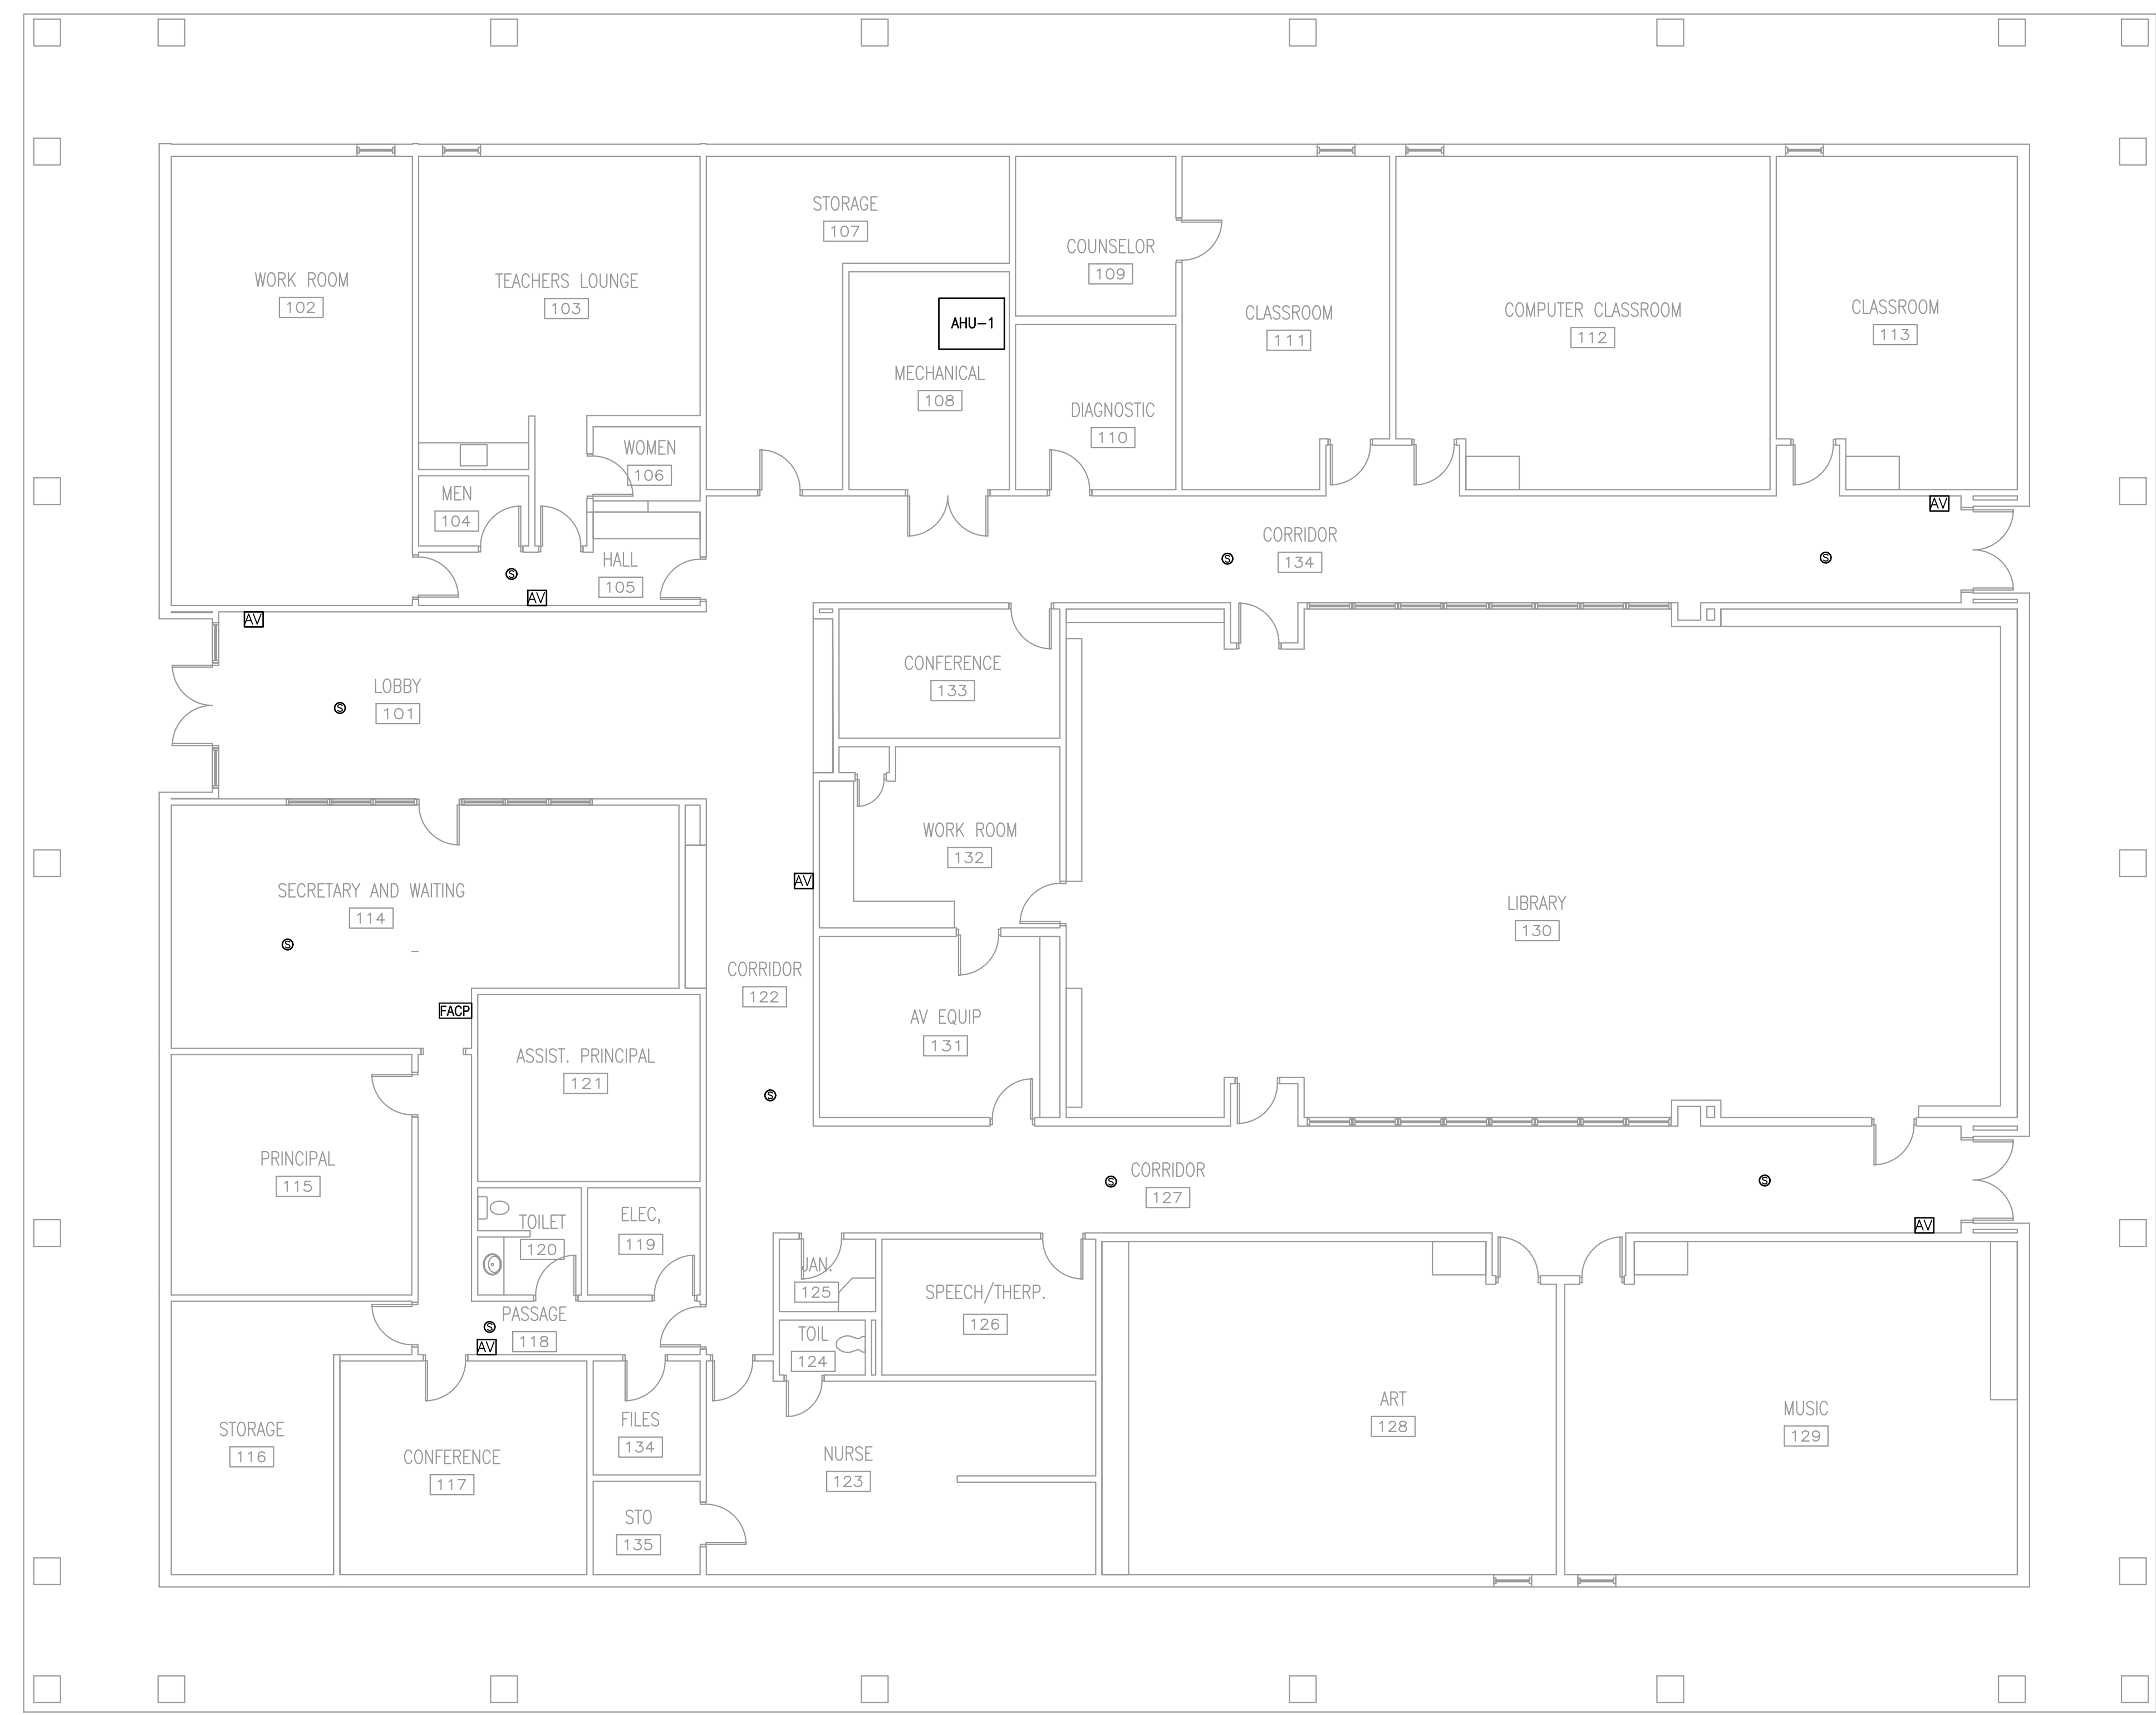 STORAGE
107
COUNSELOR
109
WORK ROOM
102
TEACHERS LOUNGE
103
AHU-1
CLASSROOM
111
COMPUTER CLASSROOM
112
CLASSROOM
113
MECHANICAL
108
DIAGNOSTIC
110
WOMEN
106
MEN
104
AV
HALL
105
S
AV
S
CORRIDOR
134
S
AV
LOBBY
101
S
CONFERENCE
133
WORK ROOM
132
AV
SECRETARY AND WAITING
114
S
LIBRARY
130
FACP
CORRIDOR
122
AV EQUIP
131
ASSIST. PRINCIPAL
121
S
PRINCIPAL
115
CORRIDOR
127
S
S
AV
TOILET
120
ELEC,
119
JAN.
125
SPEECH/THERP.
126
PASSAGE
118
S
AV
TOIL
124
ART
128
MUSIC
129
STORAGE
116
CONFERENCE
117
FILES
134
NURSE
123
STO
135